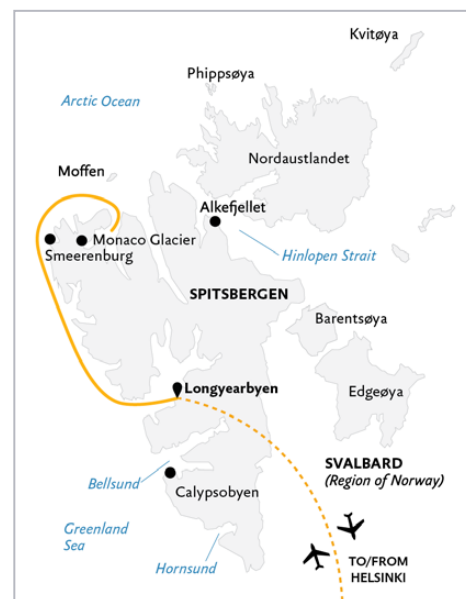 Kvitøya
Phippsøya
Arctic Ocean
Nordaustlandet
Moffen
Alkefjellet
Monaco Glacier
Smeerenburg
Hinlopen Strait
SPITSBERGEN
Barentsøya
Longyearbyen
Edgeøya
SVALBARD
(Region of Norway)
Bellsund
Calypsobyen
Greenland
Sea
Hornsund
TO/FROM
HELSINKI